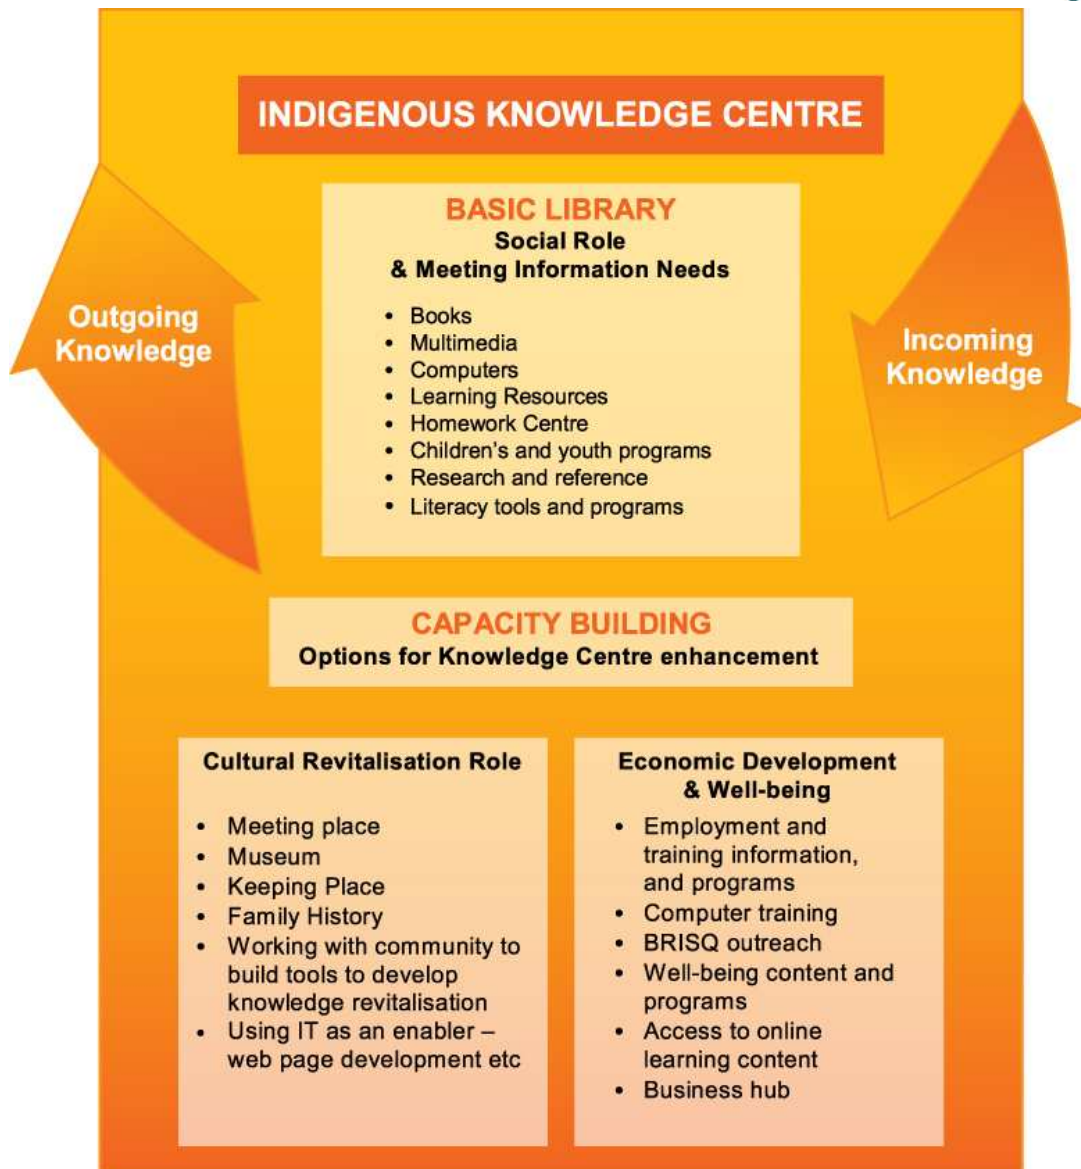 INDIGENOUS KNOWLEDGE CENTRE
BASIC LIBRARY
Social Role
& Meeting Information Needs
• Books
• Multimedia
• Computers
• Learning Resources
• Homework Centre
• Children's and youth programs
• Research and reference
• Literacy tools and programs
Outgoing
Knowledge
Incoming
Knowledge
CAPACITY BUILDING
Options for Knowledge Centre enhancement
Cultural Revitalisation Role
• Meeting place
• Museum
• Keeping Place
• Family History
• Working with community to
build tools to develop
knowledge revitalisation
• Using IT as an enabler –
web page development etc
Economic Development
& Well-being
• Employment and
training information,
and programs
• Computer training
• BRISQ outreach
• Well-being content and
programs
• Access to online
learning content
• Business hub